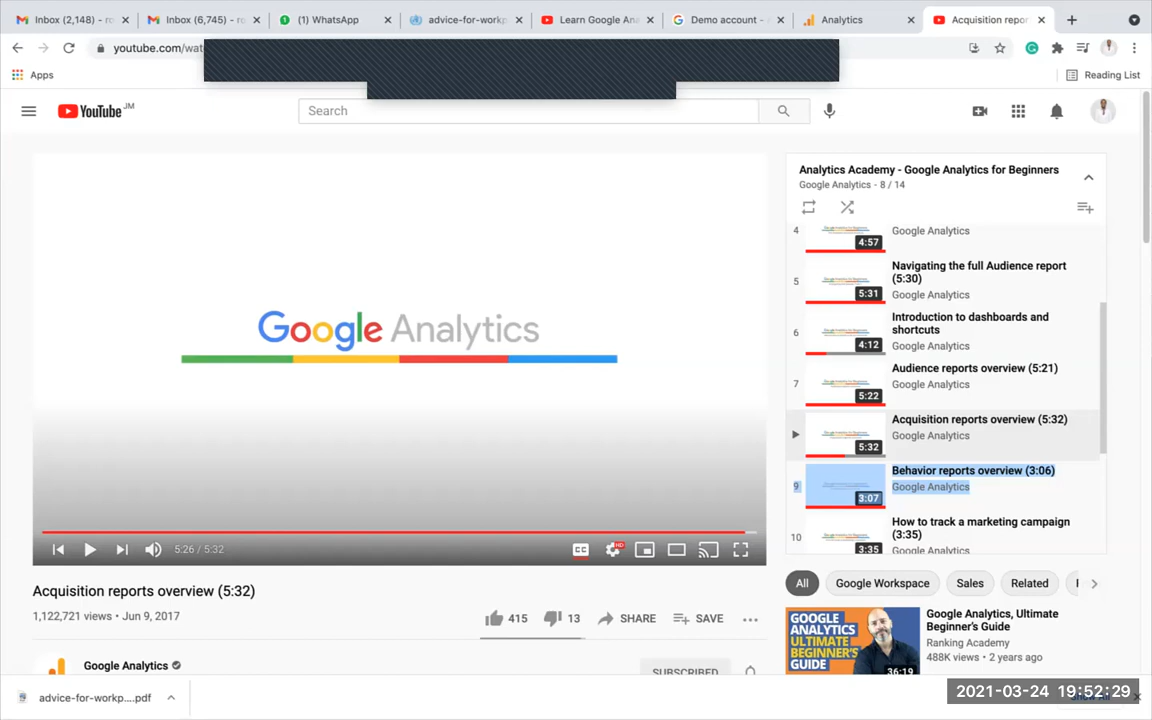 Inbox (2,148) - ro
Inbox (6,745) - ro
(1) WhatsApp
advice-for-workp
Learn Google Ana
Demo account -
Analytics
Acquisition repor
youtube.com/wat
Apps
Reading List
YouTube JM
Search
Google Analytics
5:26 / 5:32
CC
HD
Acquisition reports overview (5:32)
1,122,721 views • Jun 9, 2017
415
13
SHARE
SAVE
Google Analytics
SUBSCRIBED
Analytics Academy - Google Analytics for Beginners
Google Analytics - 8 / 14
4
4:57
Google Analytics
5
5:31
Navigating the full Audience report
(5:30)
Google Analytics
6
4:12
Introduction to dashboards and
shortcuts
Google Analytics
7
5:22
Audience reports overview (5:21)
Google Analytics
5:32
Acquisition reports overview (5:32)
Google Analytics
9
3:07
Behavior reports overview (3:06)
Google Analytics
10
3:35
How to track a marketing campaign
(3:35)
Google Analytics
All
Google Workspace
Sales
Related
GOOGLE
ANALYTICS
ULTIMATE
BEGINNER'S
GUIDE
36:19
Google Analytics, Ultimate
Beginner's Guide
Ranking Academy
488K views • 2 years ago
advice-for-workp....pdf
2021-03-24 19:52:29